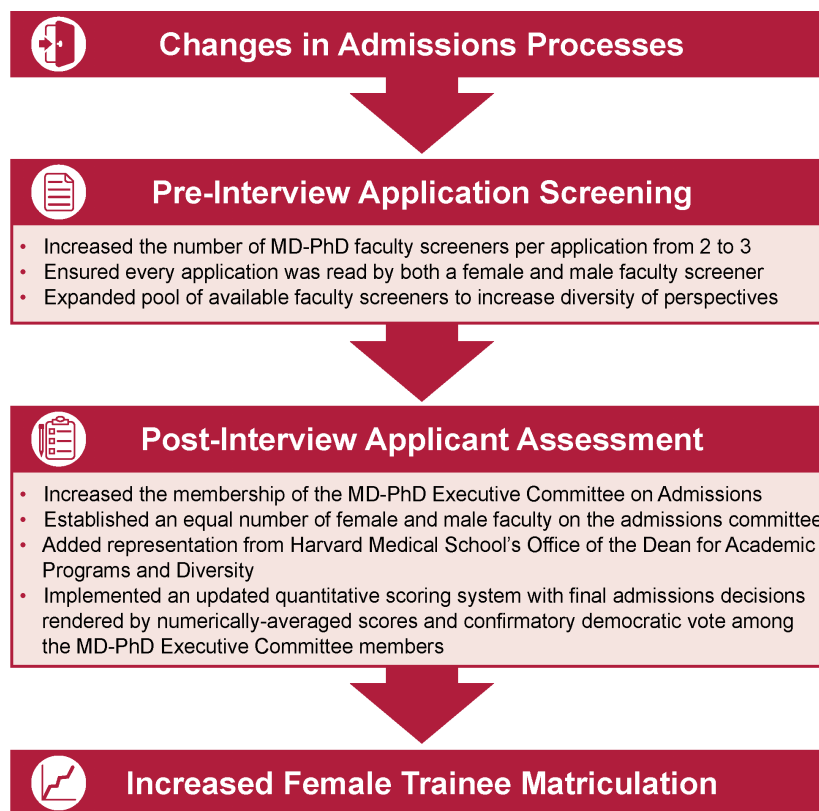 Changes in Admissions Processes
Pre-Interview Application Screening
• Increased the number of MD-PhD faculty screeners per application from 2 to 3
• Ensured every application was read by both a female and male faculty screener
• Expanded pool of available faculty screeners to increase diversity of perspectives
Post-Interview Applicant Assessment
• Increased the membership of the MD-PhD Executive Committee on Admissions
• Established an equal number of female and male faculty on the admissions committee
• Added representation from Harvard Medical School's Office of the Dean for Academic
Programs and Diversity
• Implemented an updated quantitative scoring system with final admissions decisions
rendered by numerically-averaged scores and confirmatory democratic vote among
the MD-PhD Executive Committee members
Increased Female Trainee Matriculation